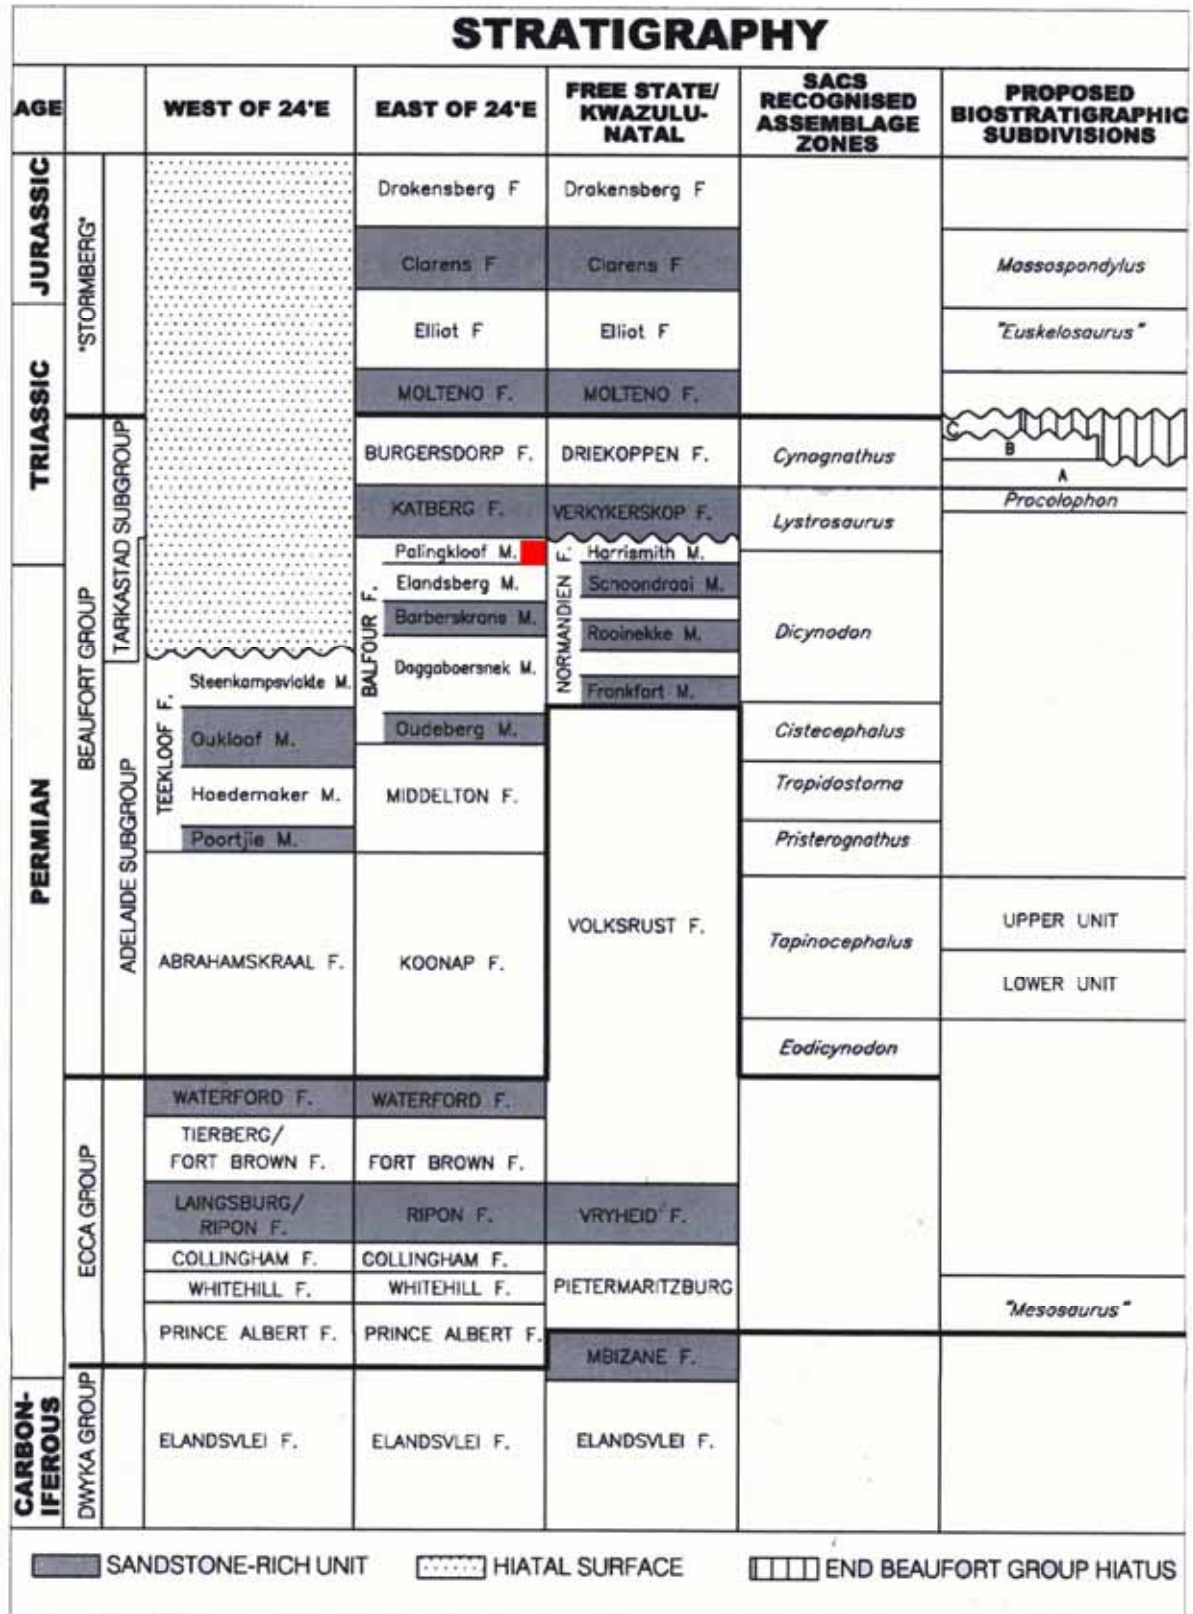 STRATIGRAPHY
AGE
WEST OF 24°E
EAST OF 24°E
FREE STATE/
KWAZULU-
NATAL
SACS
RECOGNISED
ASSEMBLAGE
ZONES
PROPOSED
BIOSTRATIGRAPHIC
SUBDIVISIONS
JURASSIC
TRIASSIC
PERMIAN
CARBON-
IFEROUS
"STORMBERG"
BEAUFORT GROUP
ECCA GROUP
DWYKA GROUP
TARKASTAD SUBGROUP
ADELAIDE SUBGROUP
TEEKLOOF F.
Steenkampsvlakte M.
Oukloof M.
Hoedemaker M.
Poortjie M.
ABRAHAMSKRAAL F.
WATERFORD F.
TIERBERG/
FORT BROWN F.
LAINGSBURG/
RIPON F.
COLLINGHAM F.
WHITEHILL F.
PRINCE ALBERT F.
ELANDSVLEI F.
Drakensberg F
Clarens F
Elliot F
MOLTENO F.
BURGERSDORP F.
KATBERG F.
BALFOUR F.
Palingkloof M.
Elandsberg M.
Barberskrans M.
Daggaboersnek M.
Oudeberg M.
MIDDELTON F.
KOONAP F.
WATERFORD F.
FORT BROWN F.
RIPON F.
COLLINGHAM F.
WHITEHILL F.
PRINCE ALBERT F.
ELANDSVLEI F.
Drakensberg F
Clarens F
Elliot F
MOLTENO F.
DRIEKOPPEN F.
VERKYKERSKOP F.
NORMANDIEN F.
Harrismith M.
Schoondraai M.
Rooinekke M.
Frankfort M.
VOLKSRUST F.
VRYHEID F.
PIETERMARITZBURG
MBIZANE F.
ELANDSVLEI F.
Cynognathus
Lystrosaurus
Dicynodon
Cistecephalus
Tropidostoma
Pristerognathus
Tapinocephalus
Eodicynodon
Massospondylus
"Euskelosaurus"
C
B
A
Procolophon
UPPER UNIT
LOWER UNIT
"Mesosaurus"
SANDSTONE-RICH UNIT
HIATAL SURFACE
END BEAUFORT GROUP HIATUS